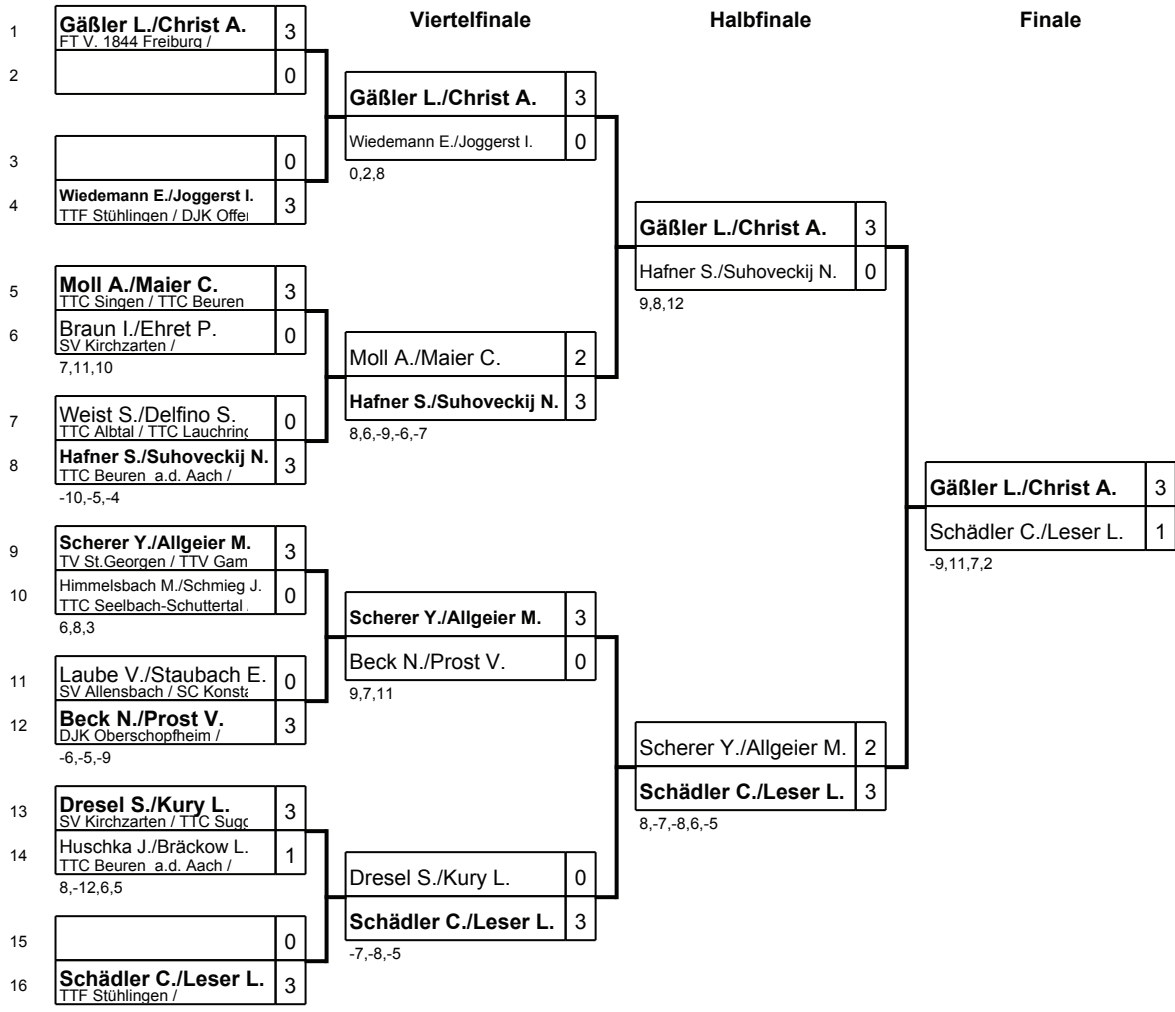 Viertelfinale
Halbfinale
Finale
1
Gäßler L./Christ A.
3
FT V. 1844 Freiburg /
2
0
3
0
4
Wiedemann E./Joggerst I.
3
TTF Stühlingen / DJK Offe
5
Moll A./Maier C.
3
TTC Singen / TTC Beuren
6
Braun I./Ehret P.
0
SV Kirchzarten /
7,11,10
7
Weist S./Delfino S.
0
TTC Albtal / TTC Lauchring
8
Hafner S./Suhoveckij N.
3
TTC Beuren a.d. Aach /
-10,-5,-4
9
Scherer Y./Allgeier M.
3
TV St.Georgen / TTV Gam
10
Himmelsbach M./Schmieg J.
0
TTC Seelbach-Schuttertal
6,8,3
11
Laube V./Staubach E.
0
SV Allensbach / SC Konsta
12
Beck N./Prost V.
3
DJK Oberschopfheim /
-6,-5,-9
13
Dresel S./Kury L.
3
SV Kirchzarten / TTC Sugg
14
Huschka J./Bräckow L.
1
TTC Beuren a.d. Aach /
8,-12,6,5
15
0
16
Schädler C./Leser L.
3
TTF Stühlingen /
Gäßler L./Christ A.
3
Wiedemann E./Joggerst I.
0
0,2,8
Moll A./Maier C.
2
Hafner S./Suhoveckij N.
3
8,6,-9,-6,-7
Scherer Y./Allgeier M.
3
Beck N./Prost V.
0
9,7,11
Dresel S./Kury L.
0
Schädler C./Leser L.
3
-7,-8,-5
Gäßler L./Christ A.
3
Hafner S./Suhoveckij N.
0
9,8,12
Scherer Y./Allgeier M.
2
Schädler C./Leser L.
3
8,-7,-8,6,-5
Gäßler L./Christ A.
3
Schädler C./Leser L.
1
-9,11,7,2